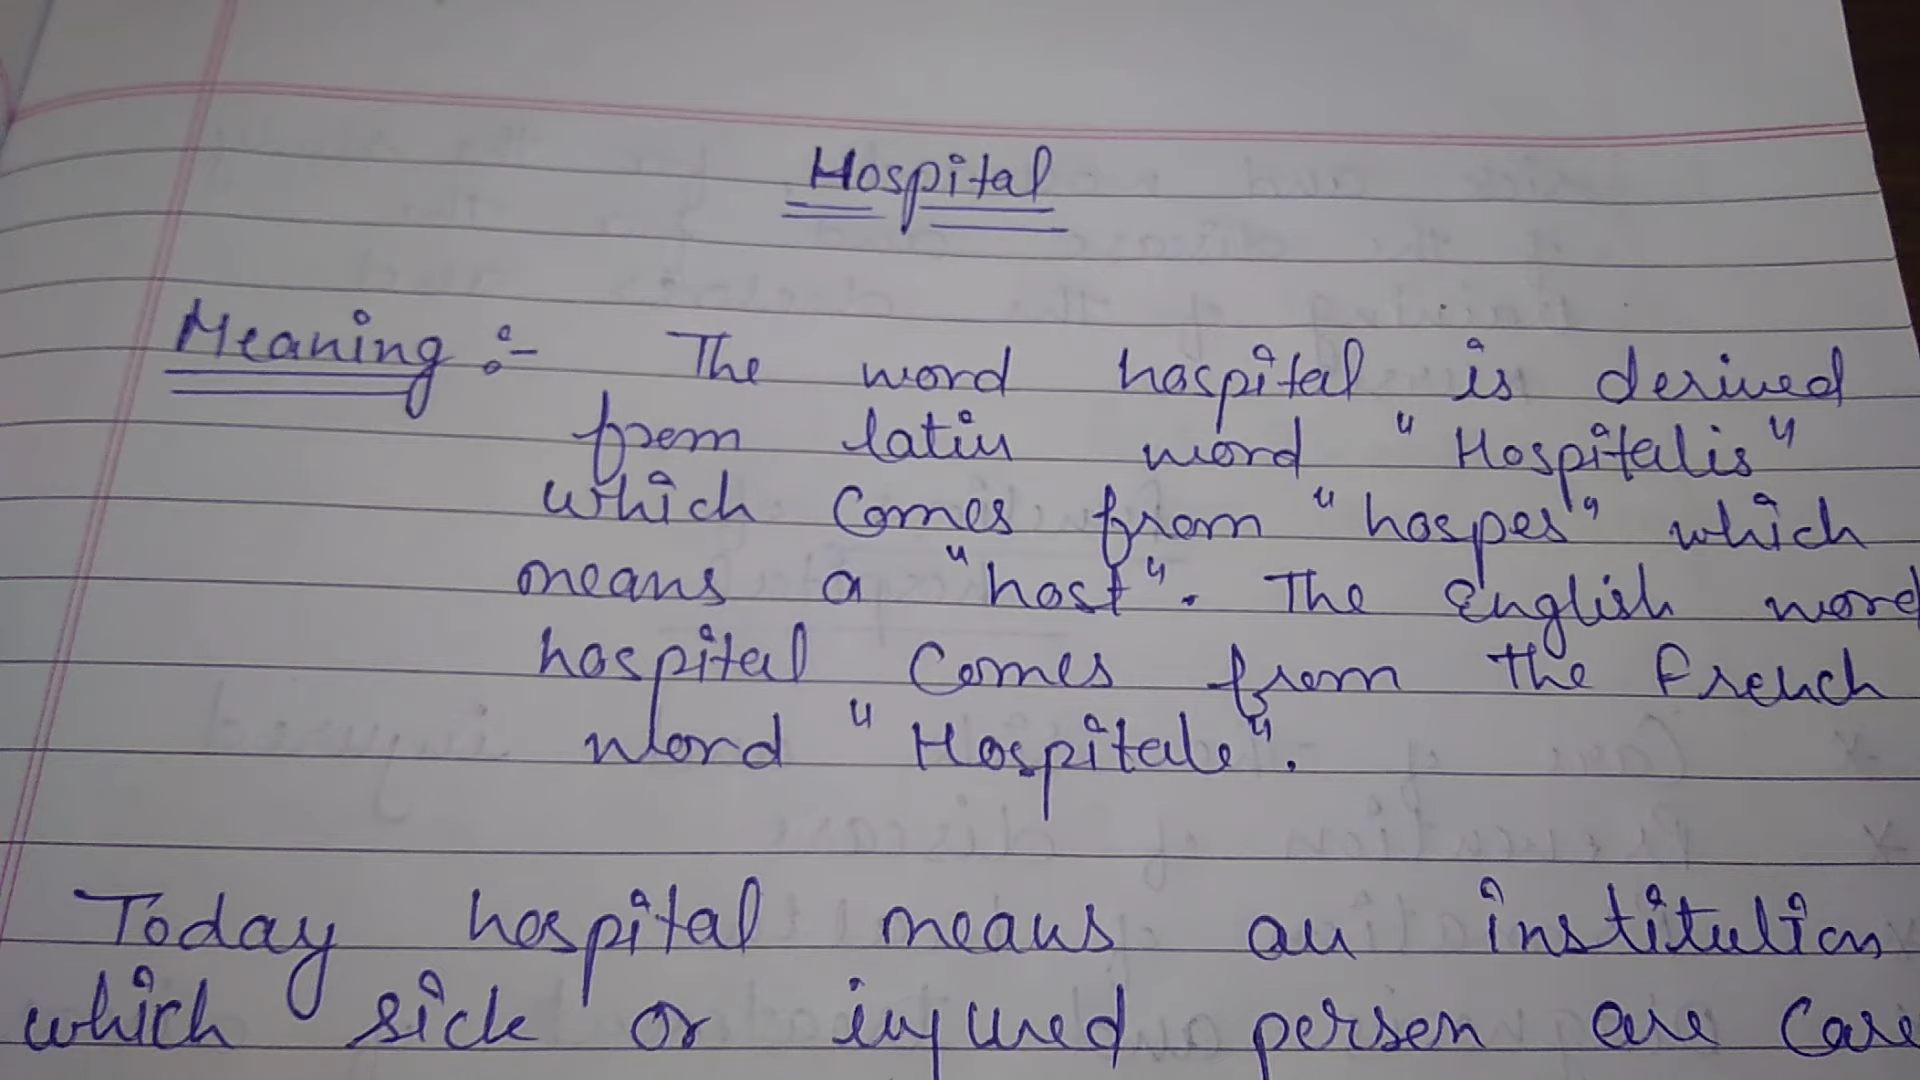 Hospital
Meaning :- The word hospital is derived
from latin word "Hospitalis"
which comes from "hospes" which
means a "host". The English word
hospital comes from the French
word "Hospitale".
Today hospital means an institution
which sick or injured person are care